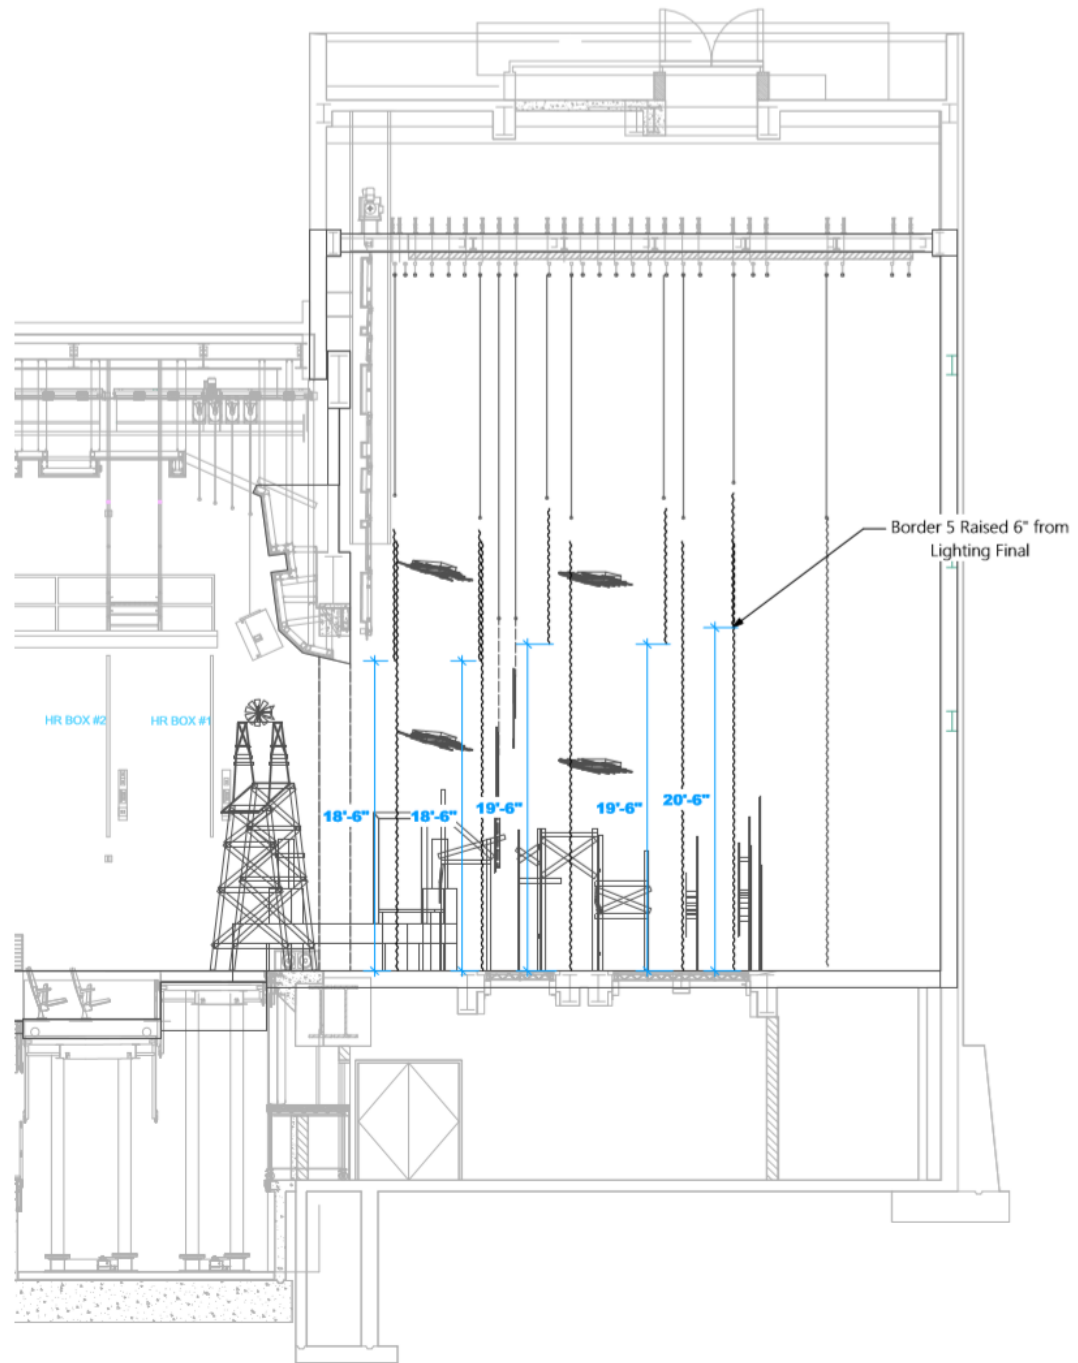 Border 5 Raised 6" from
Lighting Final
HR BOX #2
HR BOX #1
18'-6"
18'-6"
19'-6"
19'-6"
20'-6"